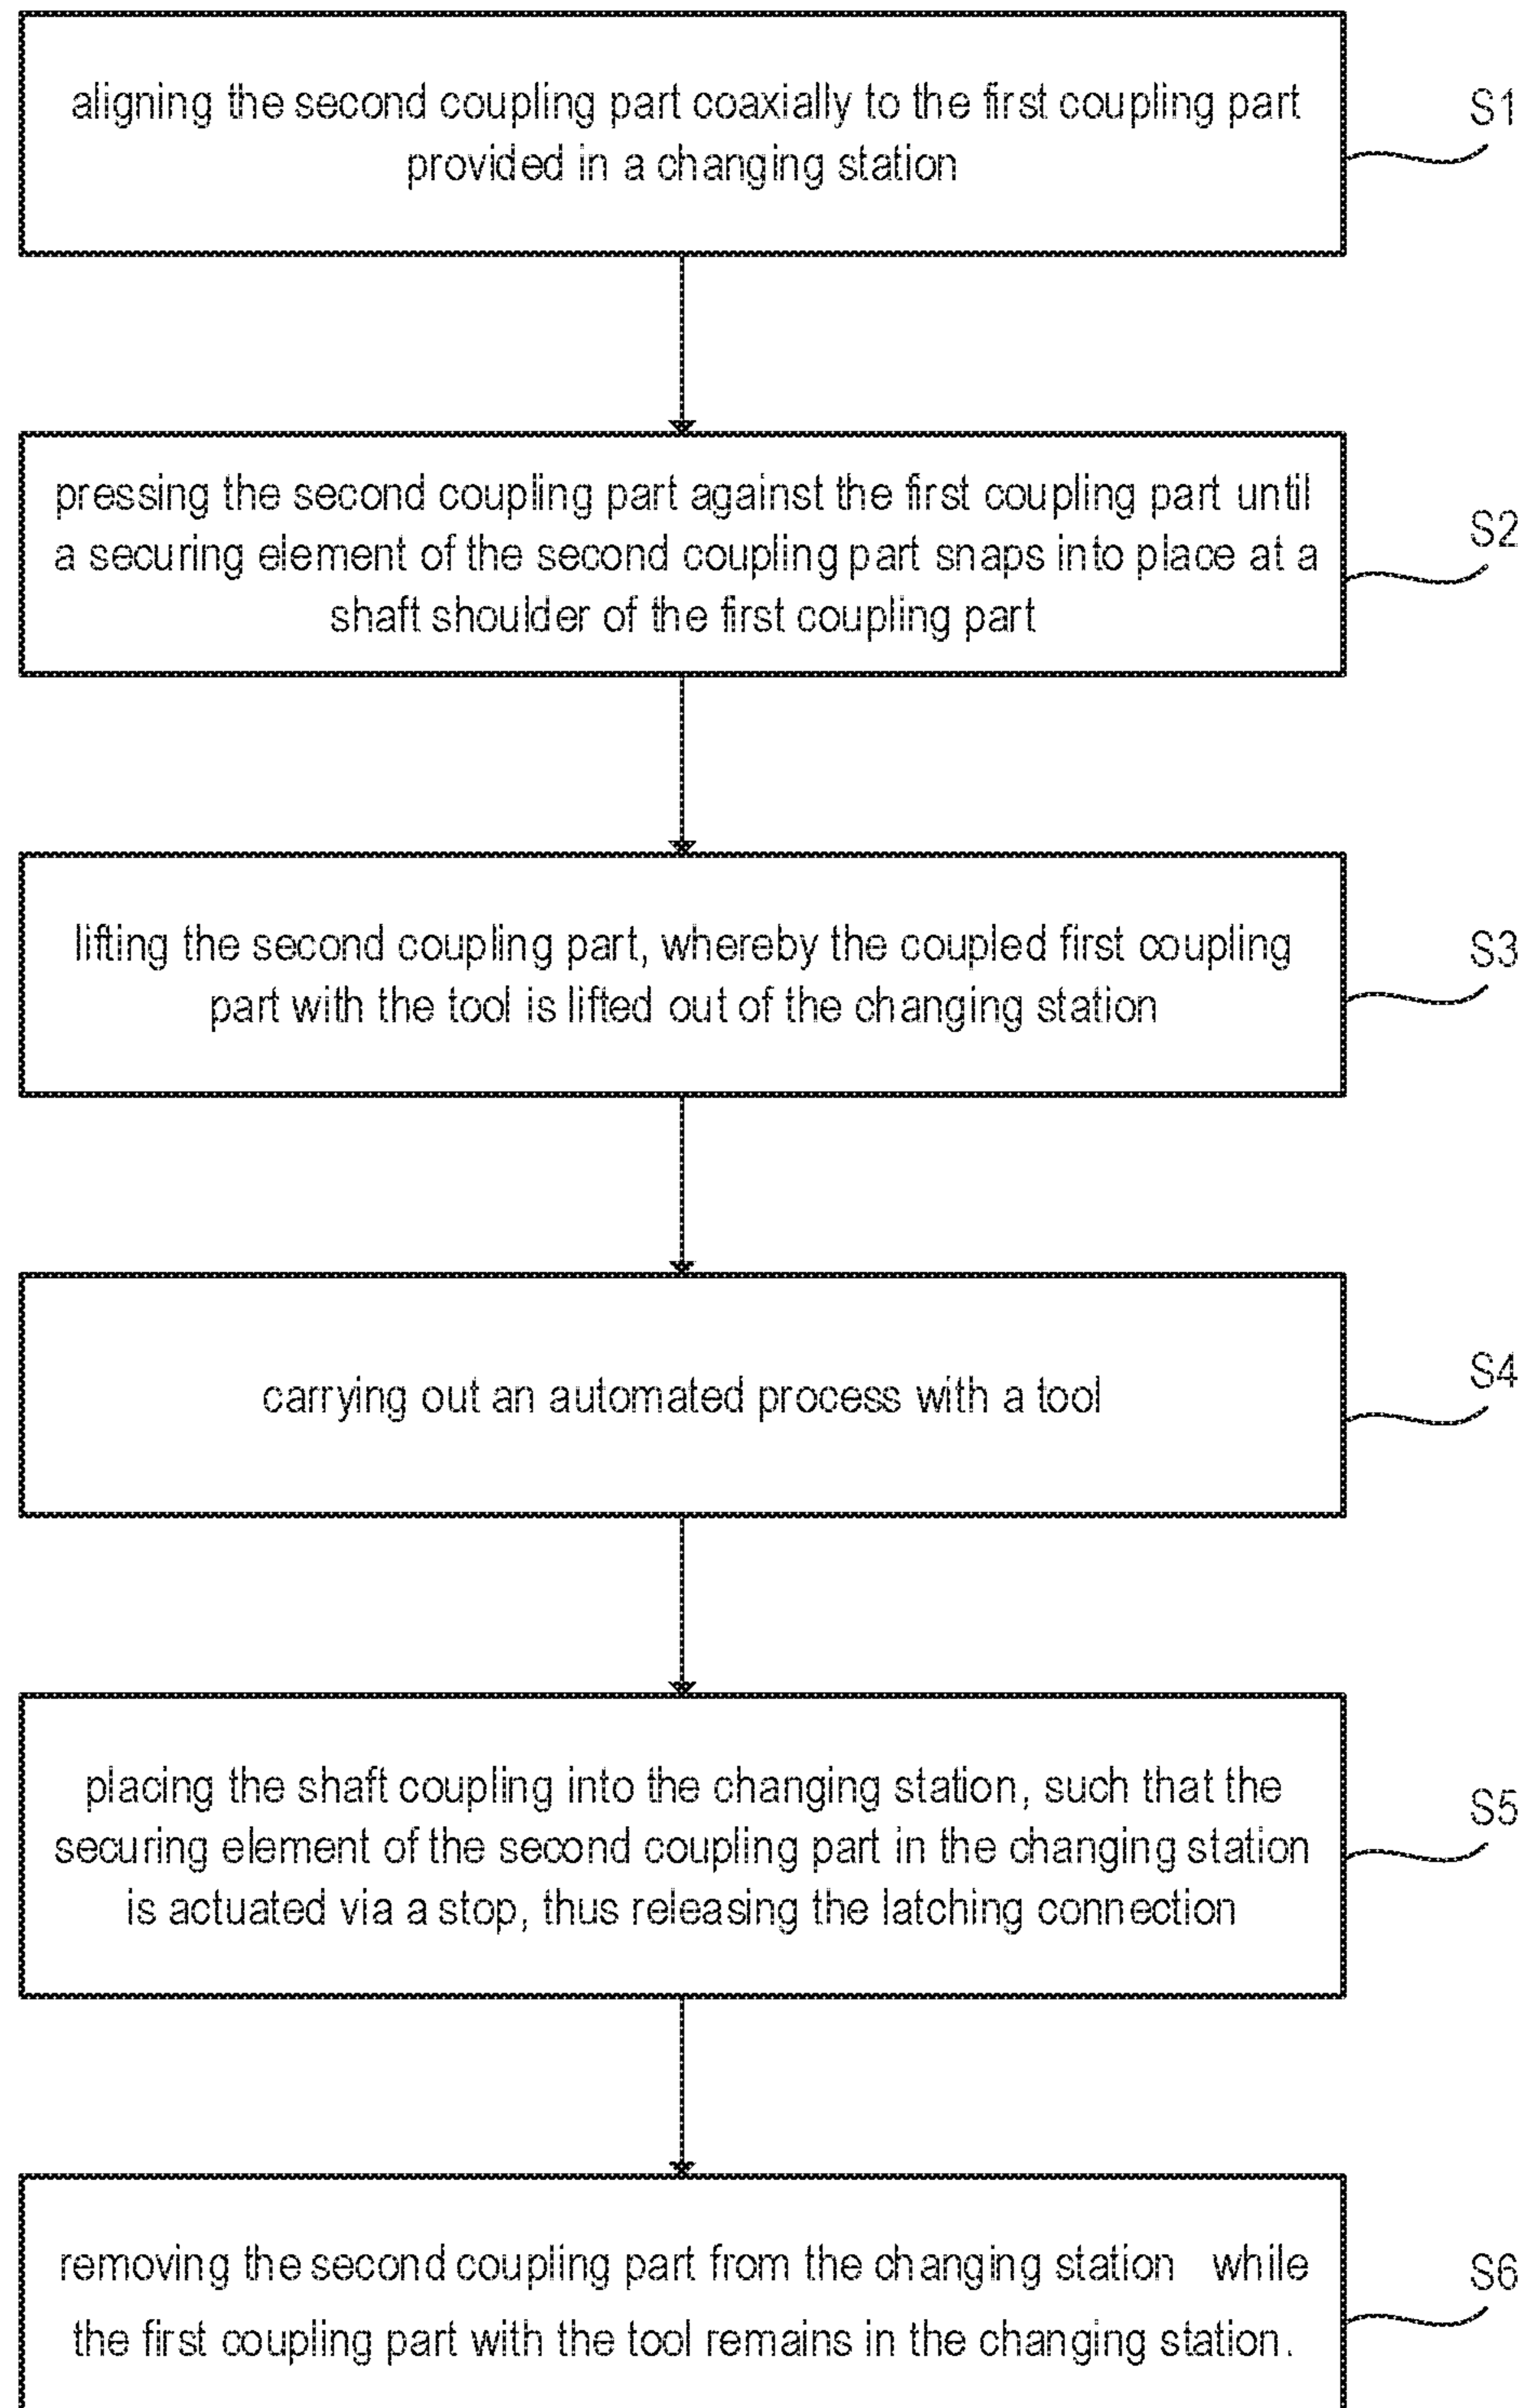 aligning the second coupling part coaxially to the first coupling part
provided in a changing station
S1
pressing the second coupling part against the first coupling part until
a securing element of the second coupling part snaps into place at a
shaft shoulder of the first coupling part
S2
lifting the second coupling part, whereby the coupled first coupling
part with the tool is lifted out of the changing station
S3
carrying out an automated process with a tool
S4
placing the shaft coupling into the changing station, such that the
securing element of the second coupling part in the changing station
is actuated via a stop, thus releasing the latching connection
S5
removing the second coupling part from the changing station while
the first coupling part with the tool remains in the changing station.
S6